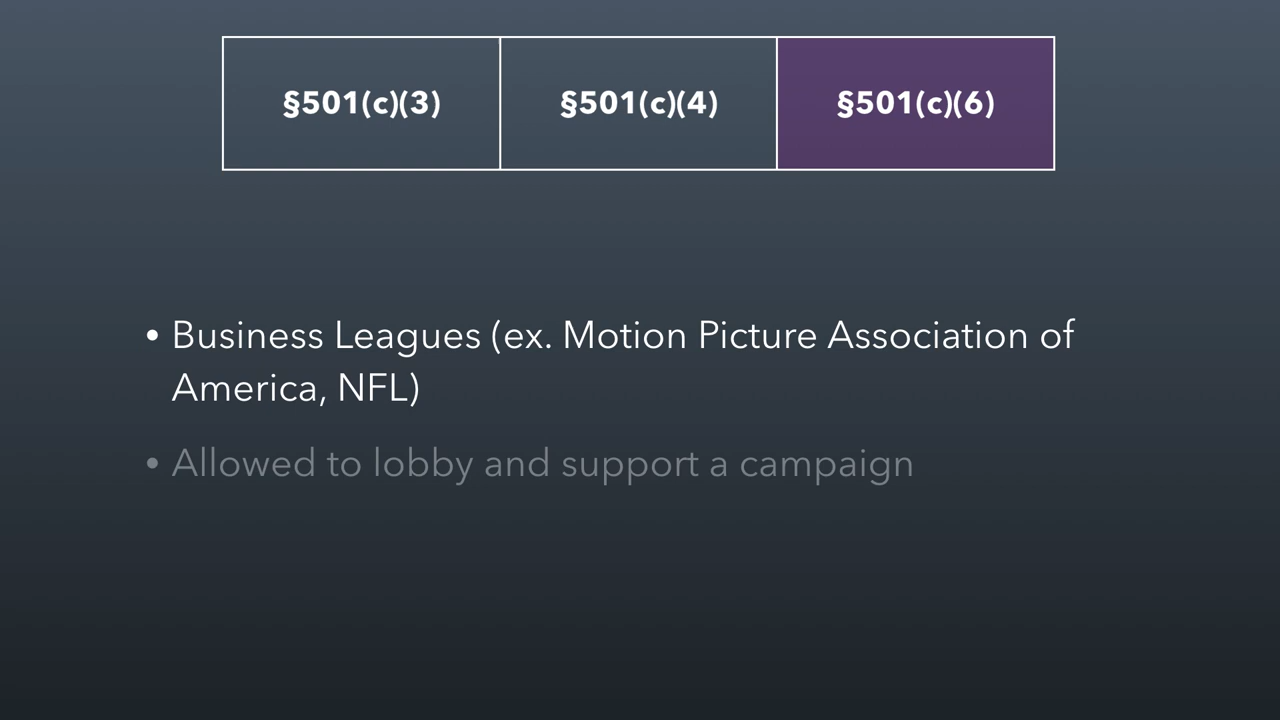 §501(c)(3) §501(c)(4) §501(c)(6)
• Business Leagues (ex. Motion Picture Association of
America, NFL)
• Allowed to lobby and support a campaign